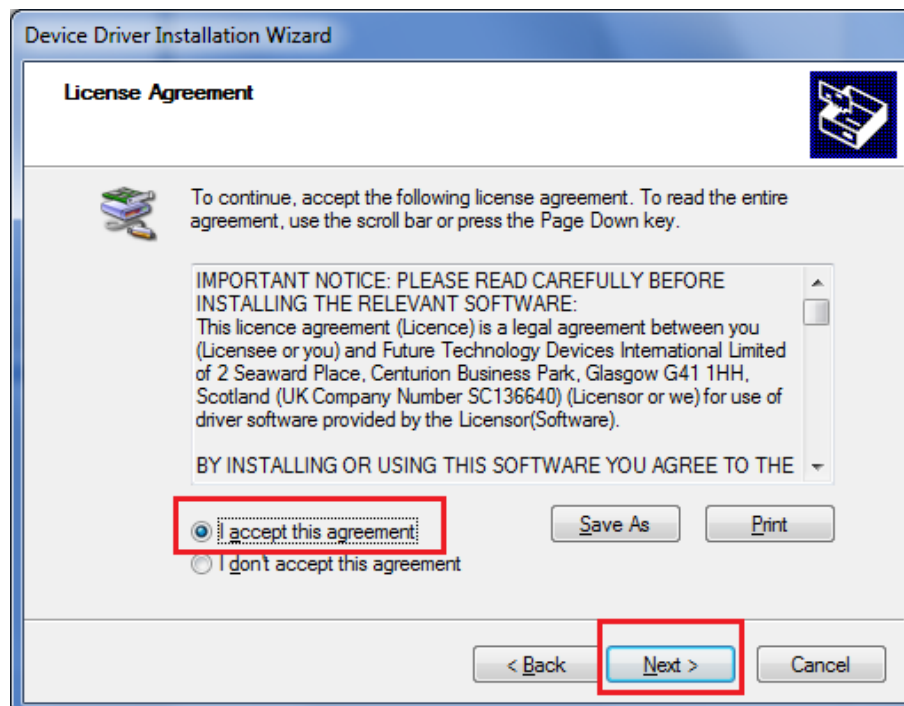 Device Driver Installation Wizard
License Agreement
To continue, accept the following license agreement. To read the entire
agreement, use the scroll bar or press the Page Down key.
IMPORTANT NOTICE: PLEASE READ CAREFULLY BEFORE
INSTALLING THE RELEVANT SOFTWARE:
This licence agreement (Licence) is a legal agreement between you
(Licensee or you) and Future Technology Devices International Limited
of 2 Seaward Place, Centurion Business Park, Glasgow G41 1HH,
Scotland (UK Company Number SC136640) (Licensor or we) for use of
driver software provided by the Licensor(Software).
BY INSTALLING OR USING THIS SOFTWARE YOU AGREE TO THE
I accept this agreement
Save As
Print
I don't accept this agreement
< Back
Next >
Cancel